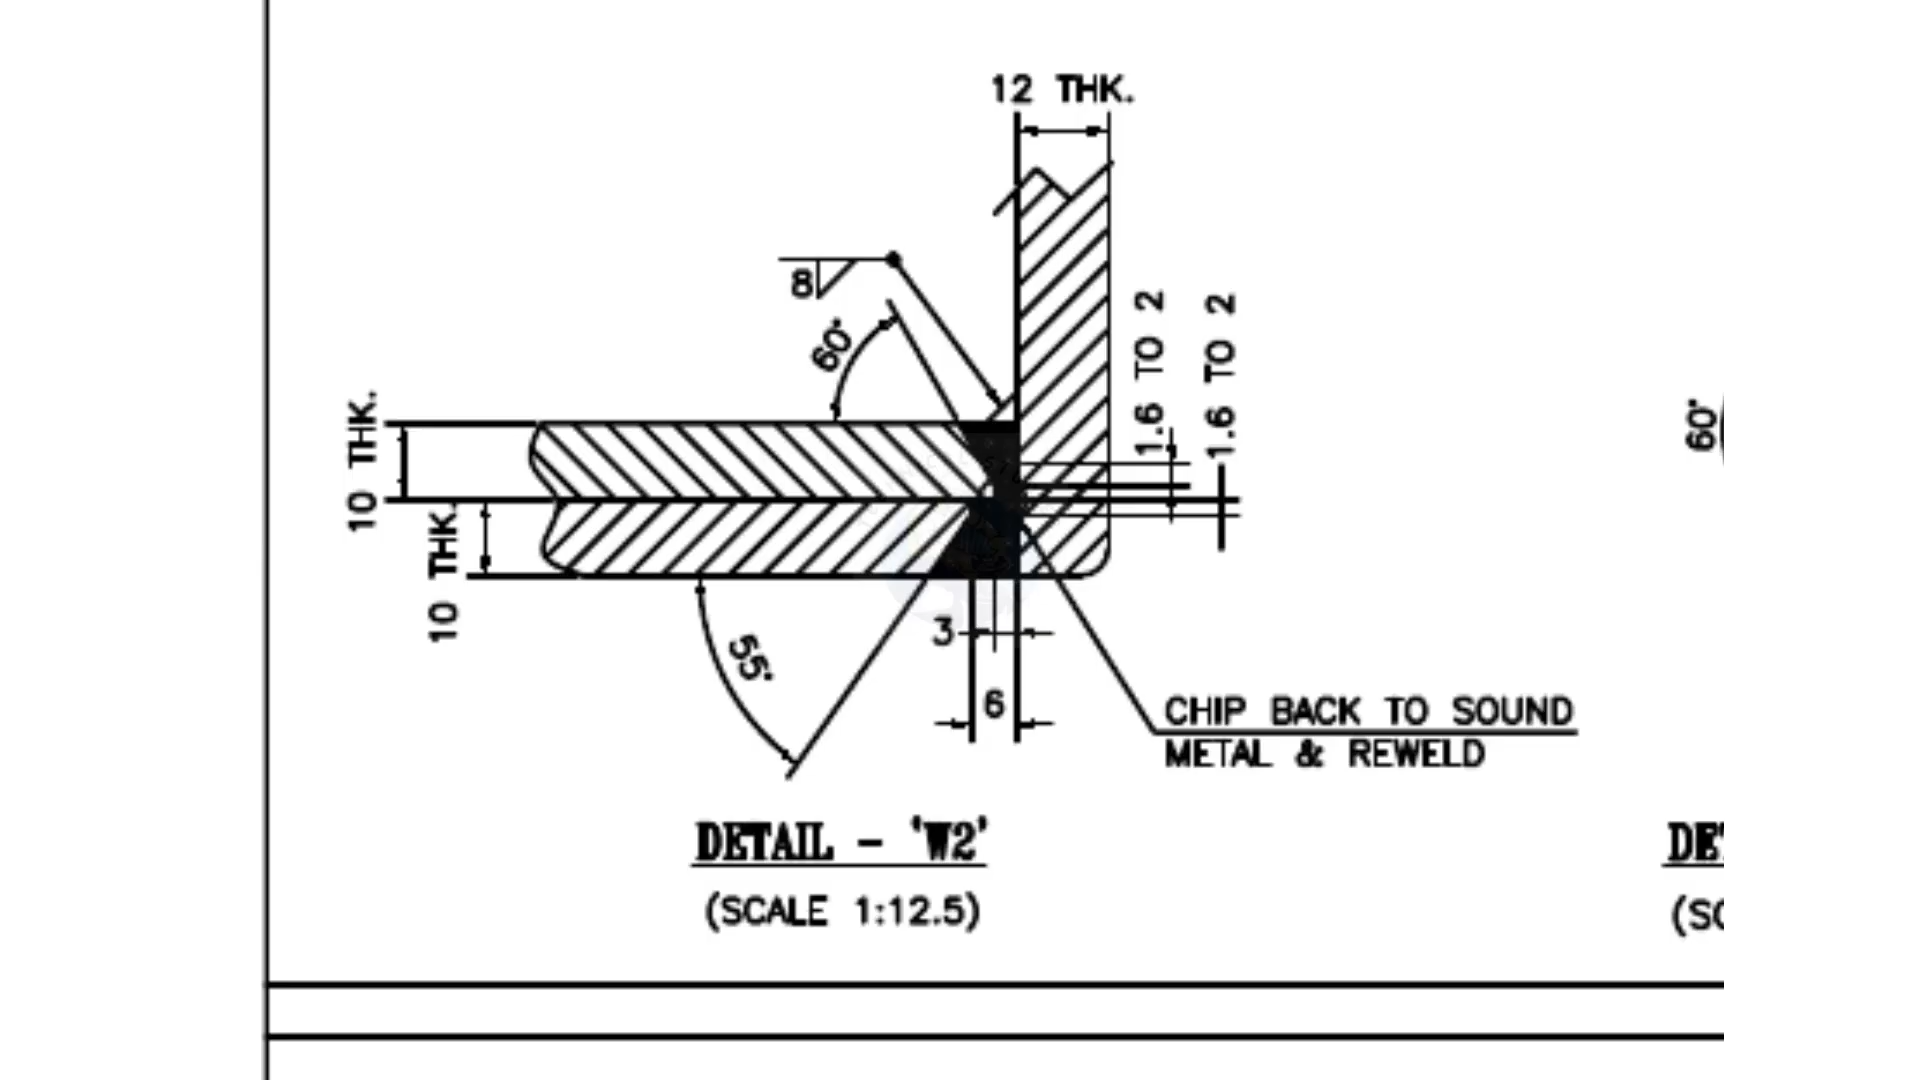 12 THK.
8
60°
1.6 TO 2
1.6 TO 2
10 THK.
10 THK.
60°
55°
3
6
CHIP BACK TO SOUND
METAL & REWELD
DETAIL - 'W2'
(SCALE 1:12.5)
DE
(SC